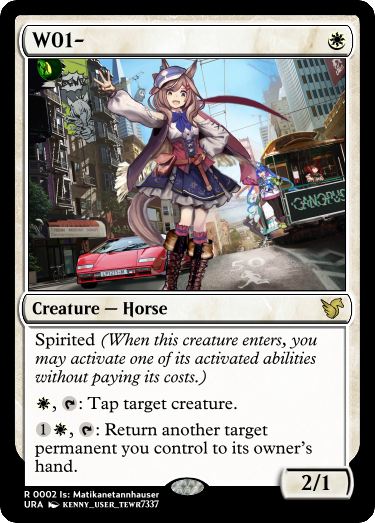 W01-
CANOPUS
LP1221-M
Creature — Horse
Spirited (When this creature enters, you
may activate one of its activated abilities
without paying its costs.)
, : Tap target creature.
1 , : Return another target
permanent you control to its owner's
hand.
2/1
R 0002 Is: Matikanetannhauser
URA KENNY_USER_TEWR7337